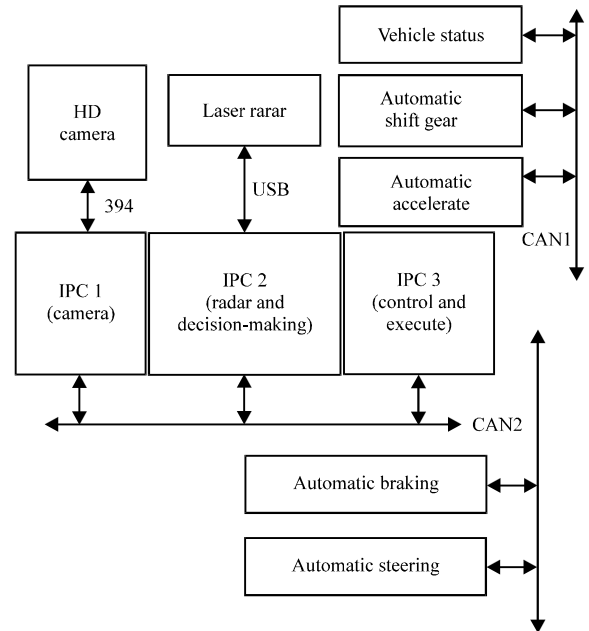 Vehicle status
HD
camera
Laser rarar
Automatic
shift gear
Automatic
accelerate
394
USB
CAN1
IPC 1
(camera)
IPC 2
(radar and
decision-making)
IPC 3
(control and
execute)
CAN2
Automatic braking
Automatic steering